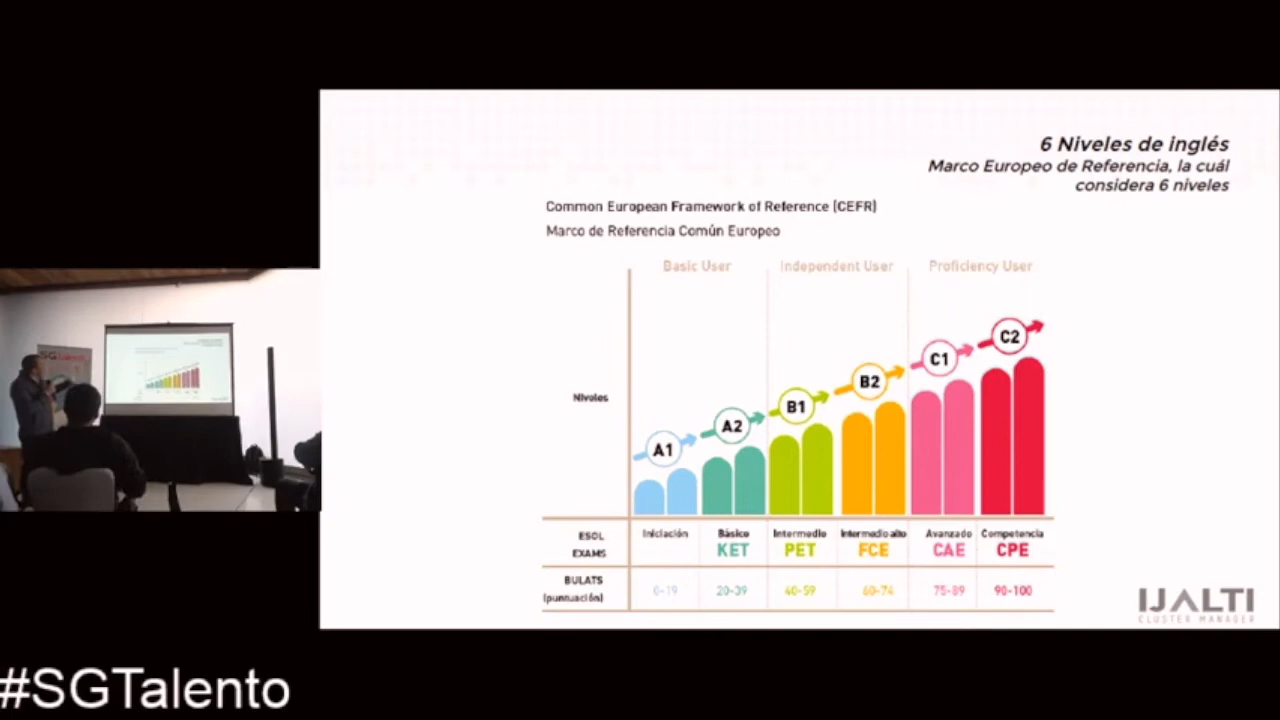 6 Niveles de inglés
Marco Europeo de Referencia, la cuál
considera 6 niveles
Common European Framework of Reference (CEFR)
Marco de Referencia Común Europeo
Basic User Independent User Proficiency User
Niveles
A1 A2 B1 B2 C1 C2
ESOL
EXAMS
Iniciación Básico Intermedio Intermedio alto Avanzado Competencia
KET PET FCE CAE CPE
BULATS
(puntuación)
0-19 20-39 40-59 60-74 75-89 90-100
IJALTI
CLUSTER MANAGER
SGTalento
#SGTalento